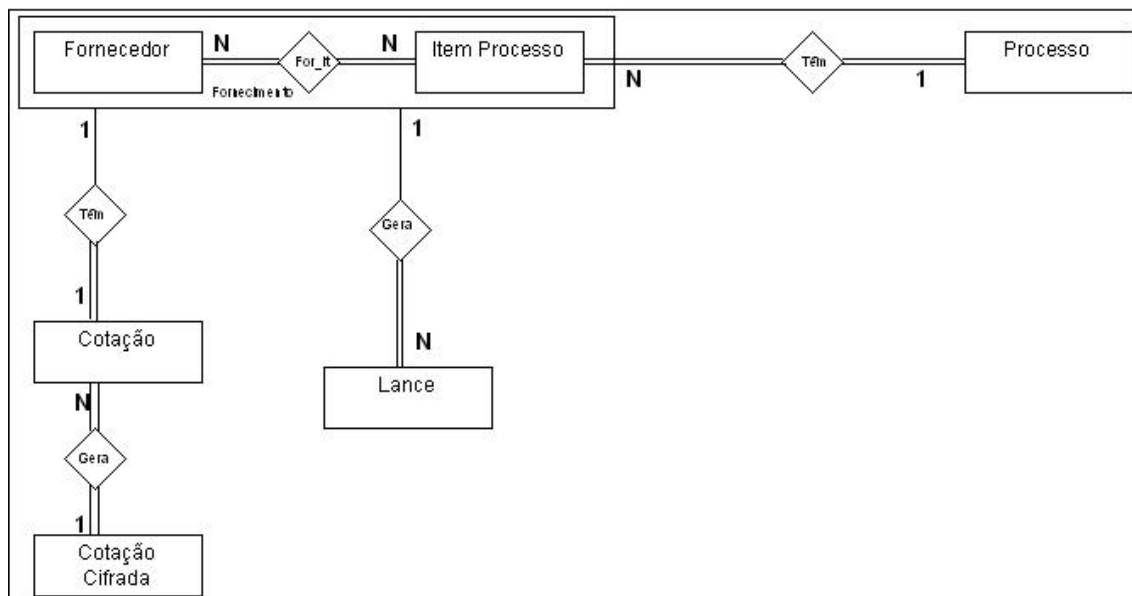 Fornecedor
N
For_It
N
Item Processo
N
Têm
1
Processo
Fornecimento
1
1
Têm
Gera
1
N
Cotação
Lance
N
Gera
1
Cotação
Cifrada